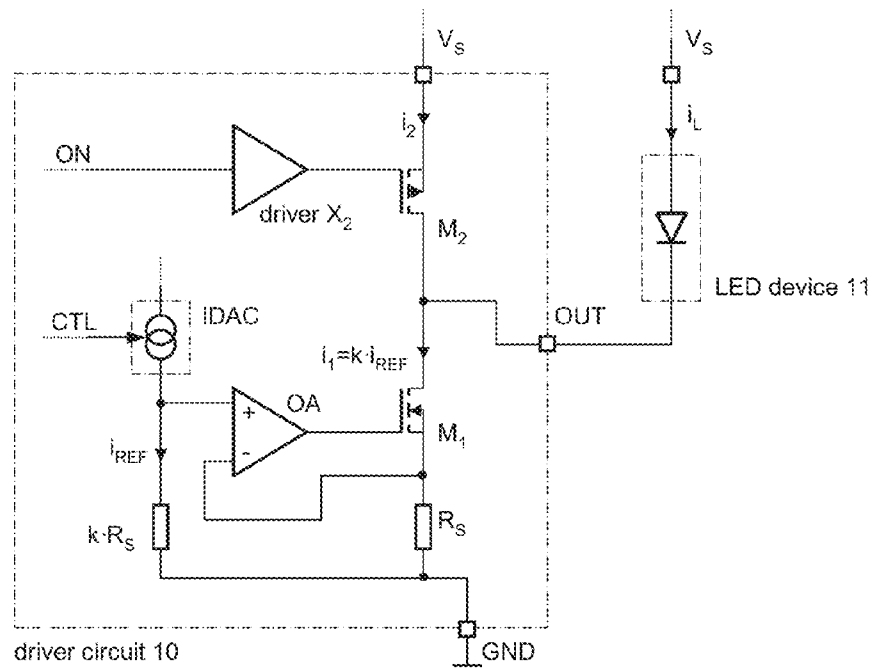 V_S
V_S
i_2
i_L
ON
driver X_2
M_2
LED device 11
CTL
IDAC
OUT
i_1=k·i_REF
+
OA
-
M_1
i_REF
k·R_S
R_S
driver circuit 10
GND